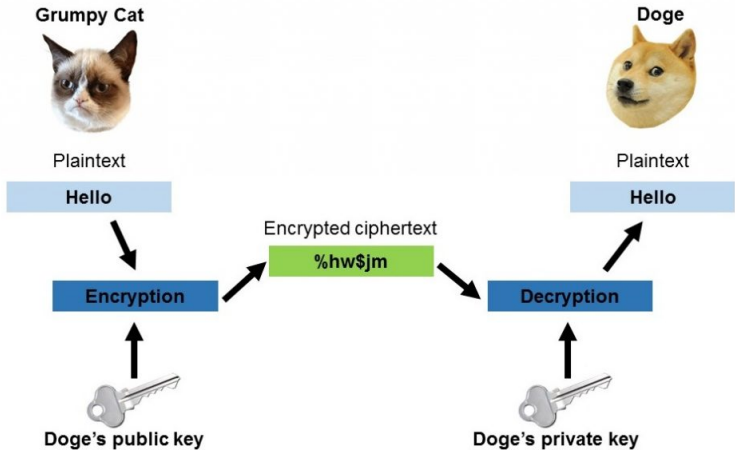 Grumpy Cat
Doge
Plaintext
Plaintext
Hello
Hello
Encrypted ciphertext
%hw$jm
Encryption
Decryption
Doge's public key
Doge's private key